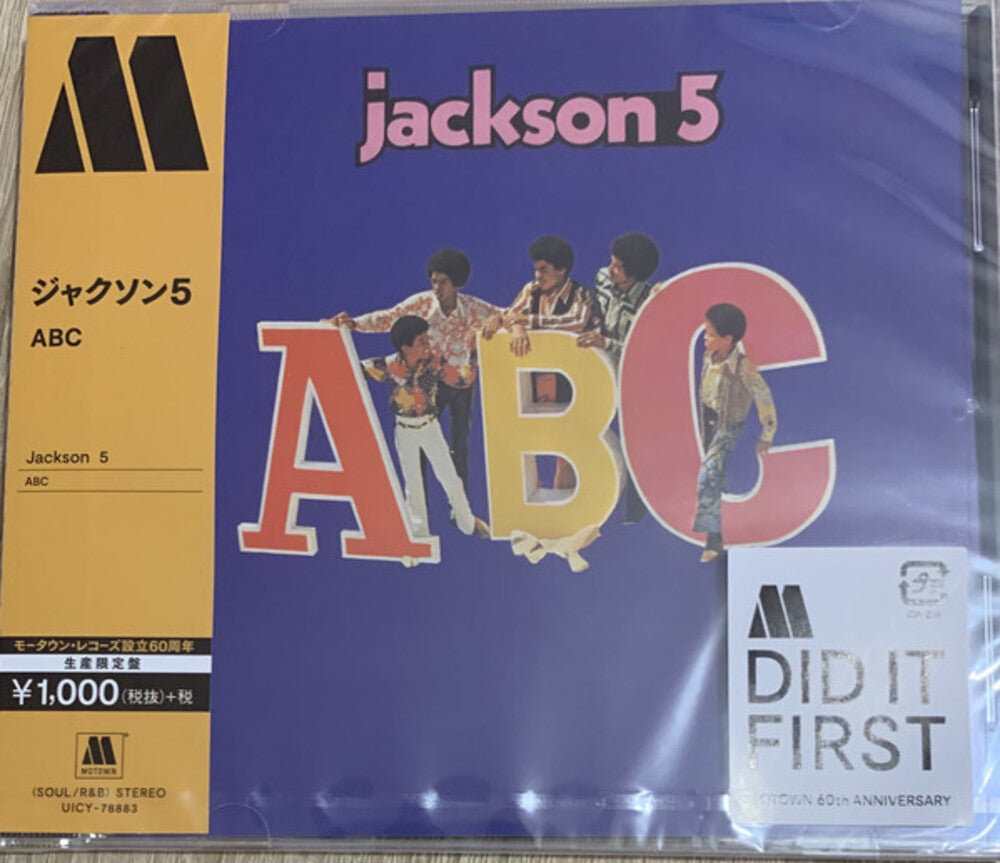 ジャクソン5
ABC
Jackson 5
ABC
モータウン・レコーズ設立60周年
生産限定盤
￥1,000(税抜)+税
MOTOWN
(SOUL/R&B) STEREO
UICY-78883
jackson 5
ABC
DID IT
FIRST
MOTOWN 60th ANNIVERSARY